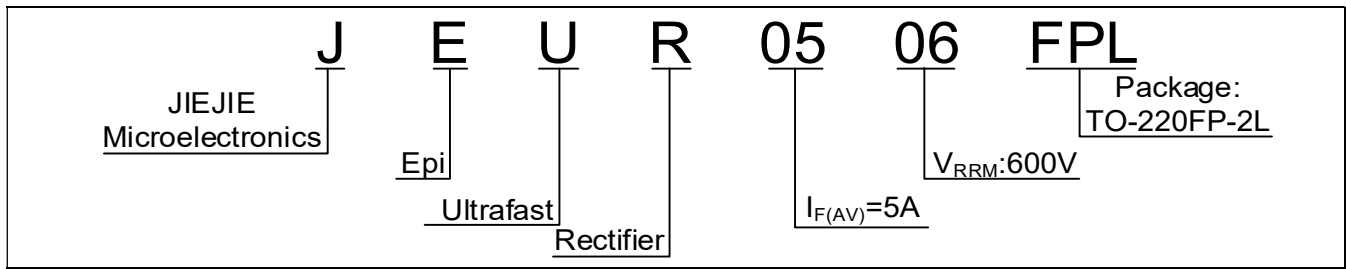 J E U R 05 06 FPL
JIEJIE
Microelectronics
Package:
TO-220FP-2L
Epi
VRRM:600V
Ultrafast
IF(AV)=5A
Rectifier